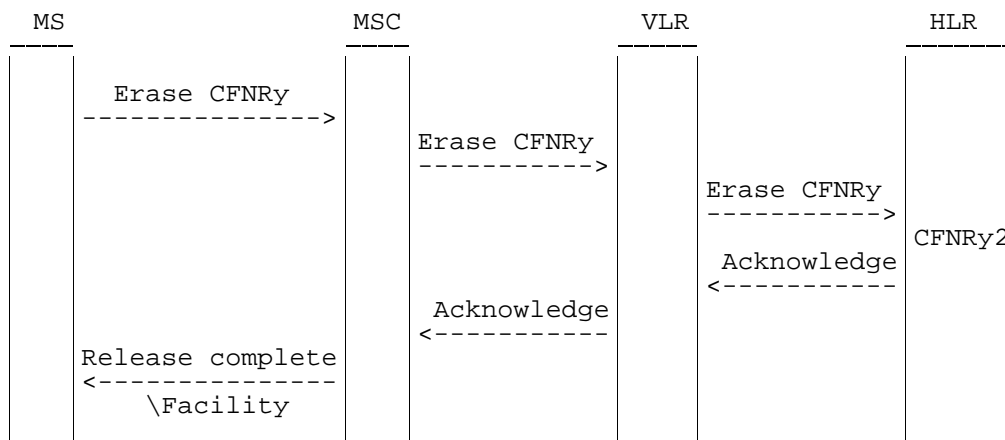 MS MSC VLR HLR
Erase CFNRy
--------------->
Erase CFNRy
----------->
Erase CFNRy
----------->
CFNRy2
Acknowledge
<-----------
Acknowledge
<-----------
Release complete
<---------------
\Facility